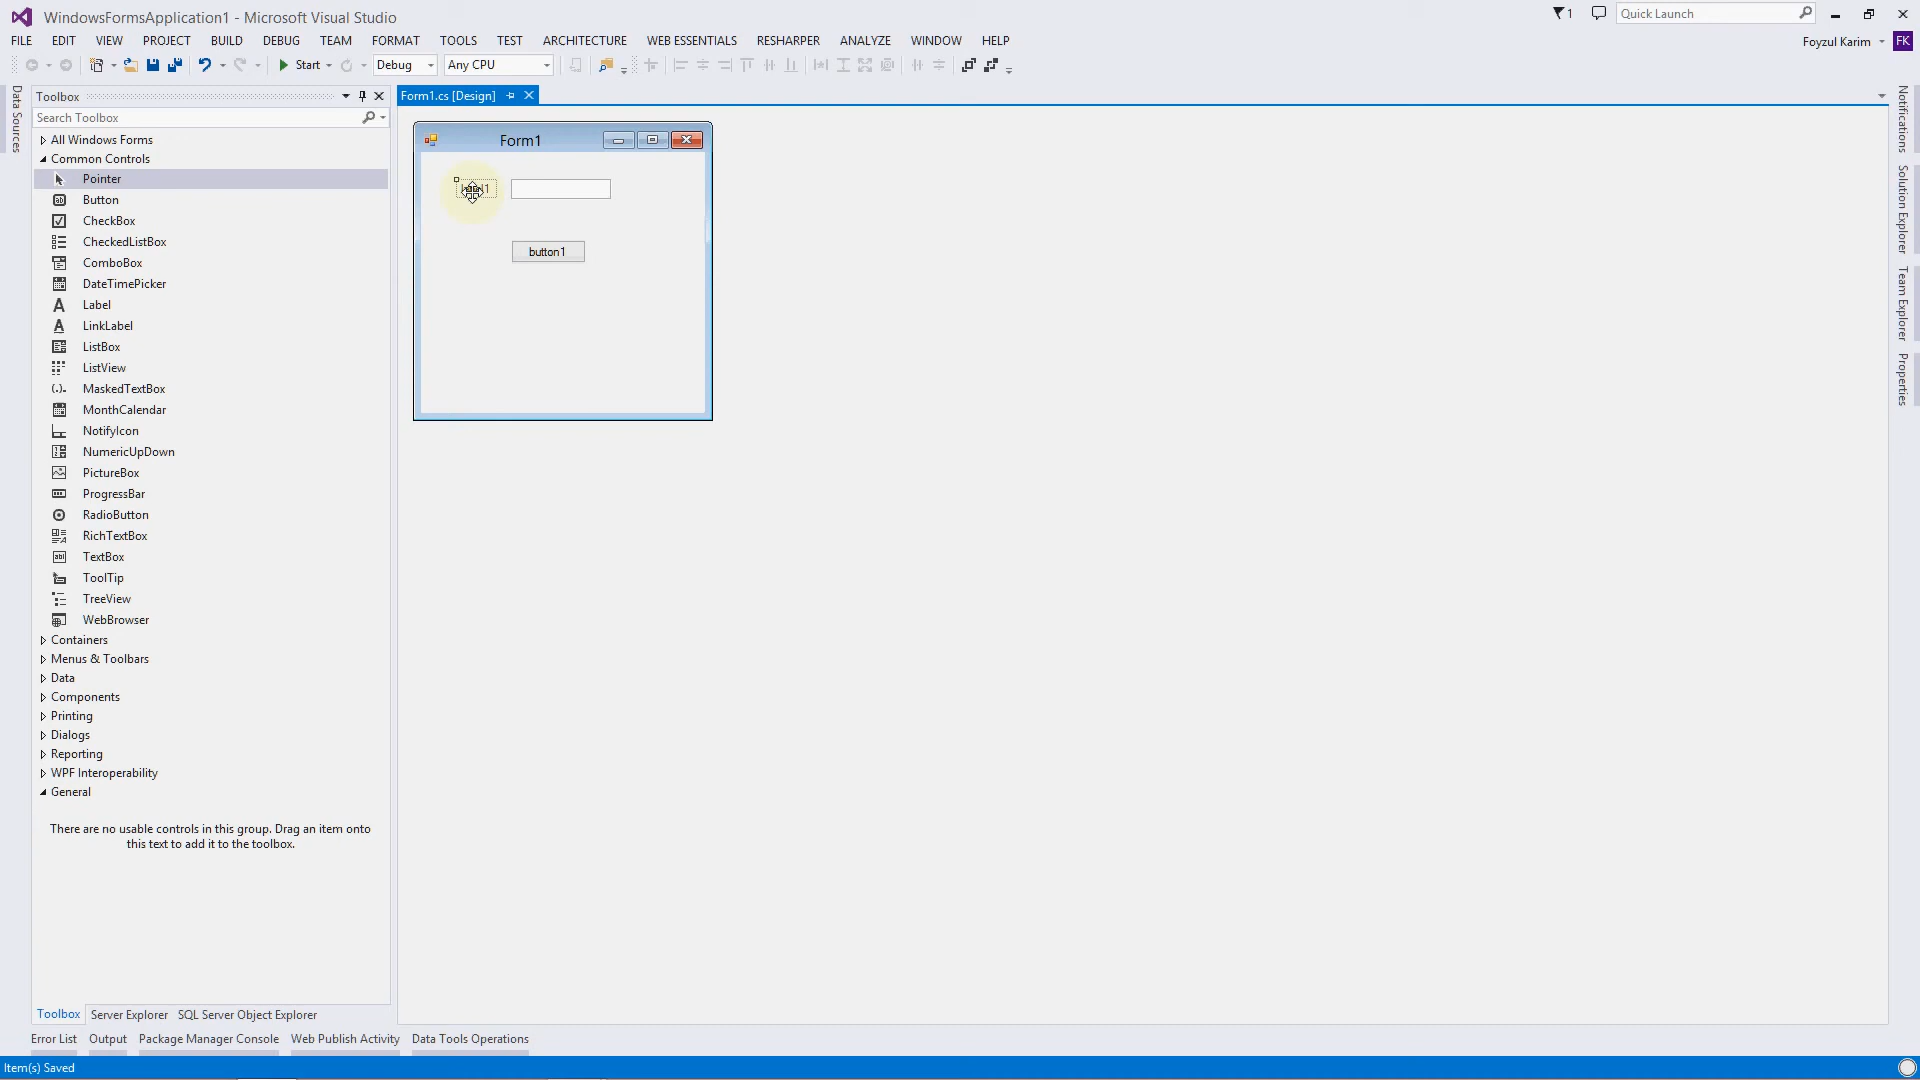 WindowsFormsApplication1 - Microsoft Visual Studio
1
Quick Launch
FILE EDIT VIEW PROJECT BUILD DEBUG TEAM FORMAT TOOLS TEST ARCHITECTURE WEB ESSENTIALS RESHARPER ANALYZE WINDOW HELP
Foyzul Karim
FK
Start
Debug
Any CPU
Data Sources
Toolbox
Search Toolbox
All Windows Forms
Common Controls
Pointer
Button
CheckBox
CheckedListBox
ComboBox
DateTimePicker
Label
LinkLabel
ListBox
ListView
MaskedTextBox
MonthCalendar
NotifyIcon
NumericUpDown
PictureBox
ProgressBar
RadioButton
RichTextBox
TextBox
ToolTip
TreeView
WebBrowser
Containers
Menus & Toolbars
Data
Components
Printing
Dialogs
Reporting
WPF Interoperability
General
There are no usable controls in this group. Drag an item onto
this text to add it to the toolbox.
Toolbox Server Explorer SQL Server Object Explorer
Form1.cs [Design]
Form1
button1
Notifications
Solution Explorer
Team Explorer
Properties
Error List Output Package Manager Console Web Publish Activity Data Tools Operations
Item(s) Saved